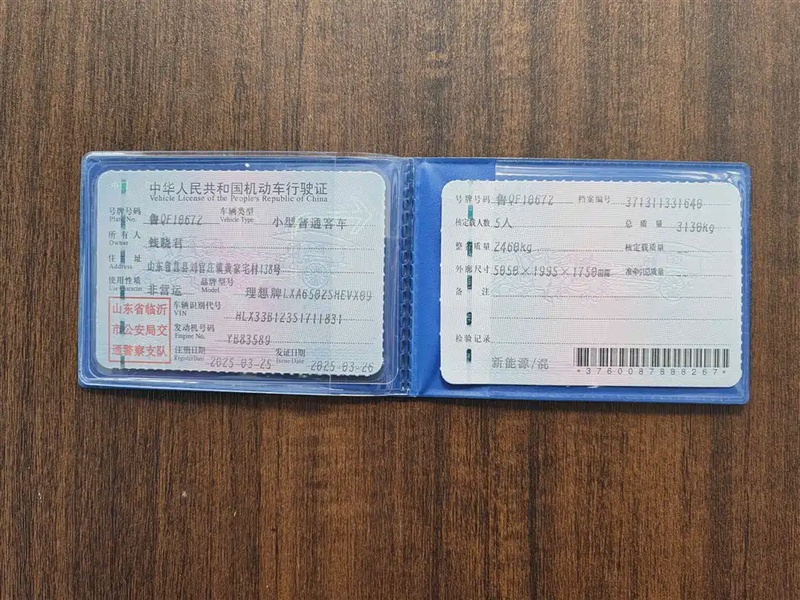 中华人民共和国机动车行驶证
Vehicle License of the People's Republic of China
号牌号码 Plate No. 鲁QF10672 车辆类型 Vehicle Type 小型普通客车
所有人 Owner 钱晓利
住址 Address 山东省莒县刘官庄镇黄家宅村138号
使用性质 Use Character 非营运 品牌型号 Model 理想牌LXA6502SHEVX09
山东省临沂市公安局交通警察支队
车辆识别代号 VIN HLX33B12351711831
发动机号码 Engine No. YB83589
注册日期 Register Date 2025-03-25 发证日期 Issue Date 2025-03-26
号牌号码 鲁QF10672 档案编号 371311331640
核定载人数 5人 总质量 3130kg
整备质量 2460kg 核定载质量 --
外廓尺寸 5050×1995×1750mm 准牵引总质量 --
备注
检验记录
新能源/混
*3760087898267*